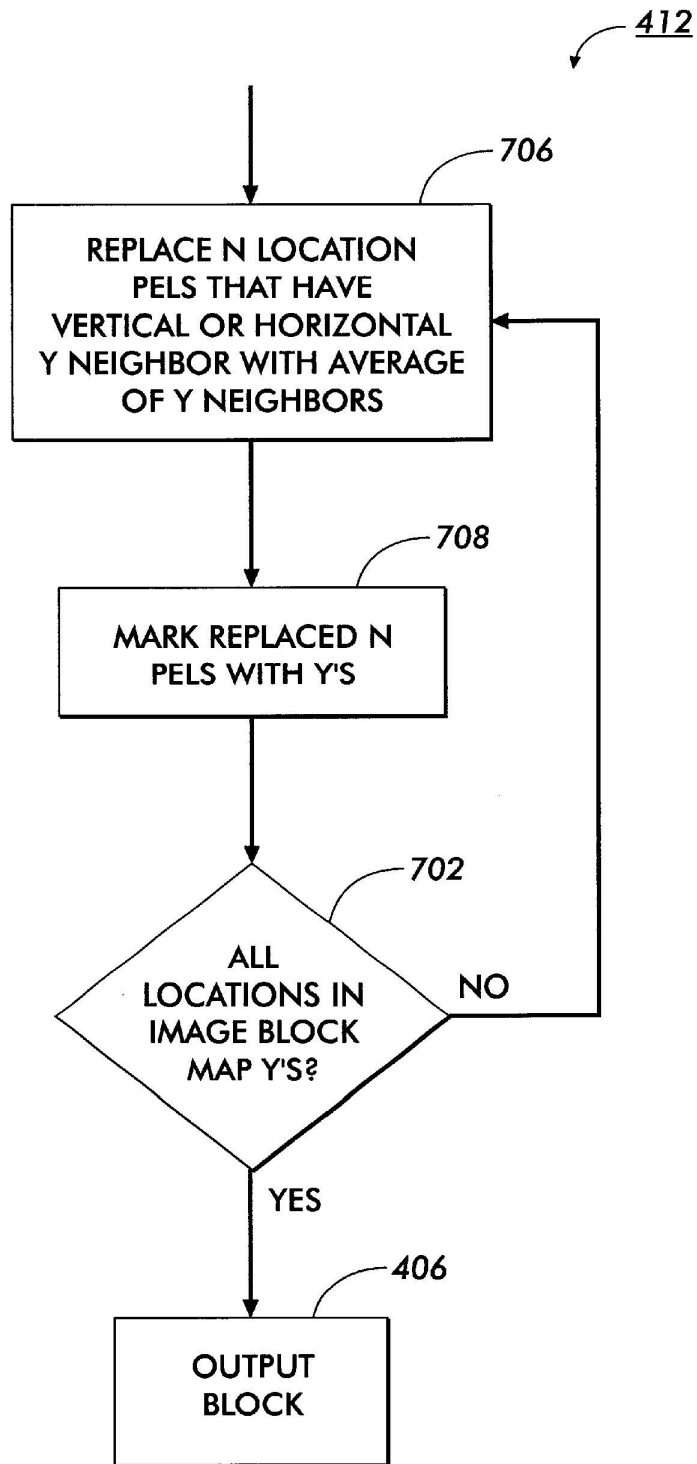 412
706
REPLACE N LOCATION
PELS THAT HAVE
VERTICAL OR HORIZONTAL
Y NEIGHBOR WITH AVERAGE
OF Y NEIGHBORS
708
MARK REPLACED N
PELS WITH Y'S
702
ALL
LOCATIONS IN
IMAGE BLOCK
MAP Y'S?
NO
YES
406
OUTPUT
BLOCK